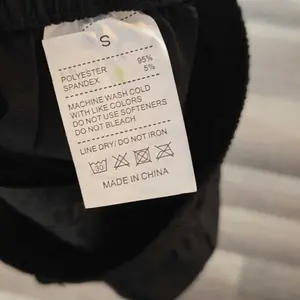 S
POLYESTER 95%
SPANDEX 5%
MACHINE WASH COLD
WITH LIKE COLORS
DO NOT USE SOFTENERS
DO NOT BLEACH
LINE DRY/ DO NOT IRON
30
MADE IN CHINA